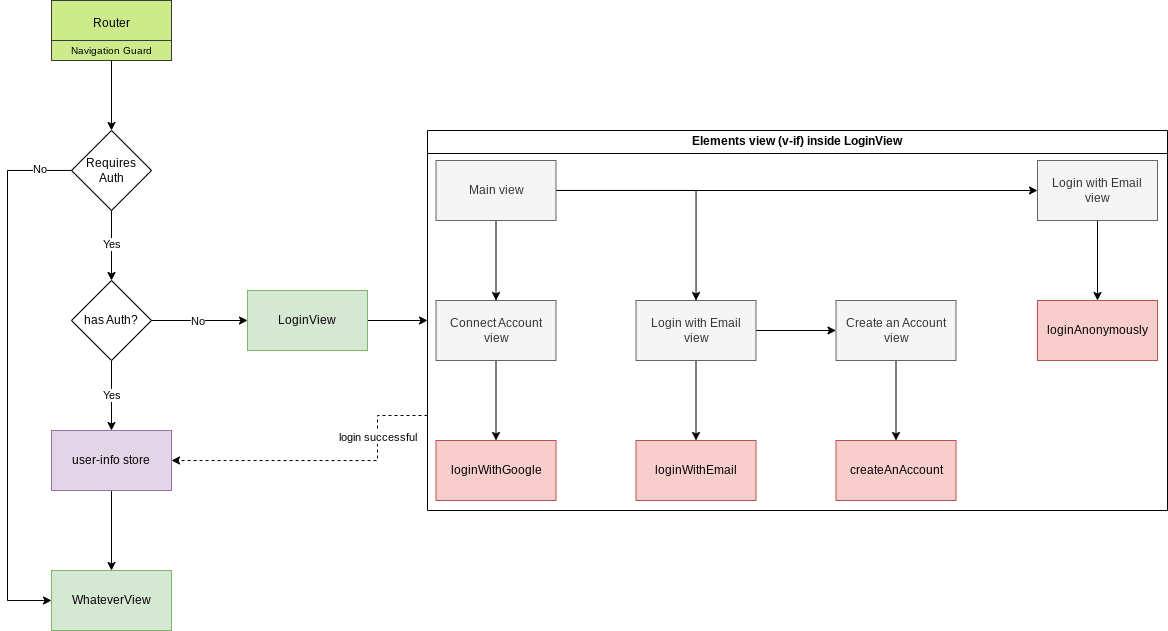 Router
Navigation Guard
Requires
Auth
No
Yes
has Auth?
No
Yes
user-info store
WhateverView
LoginView
login successful
Elements view (v-if) inside LoginView
Main view
Login with Email
view
Connect Account
view
Login with Email
view
Create an Account
view
loginAnonymously
loginWithGoogle
loginWithEmail
createAnAccount